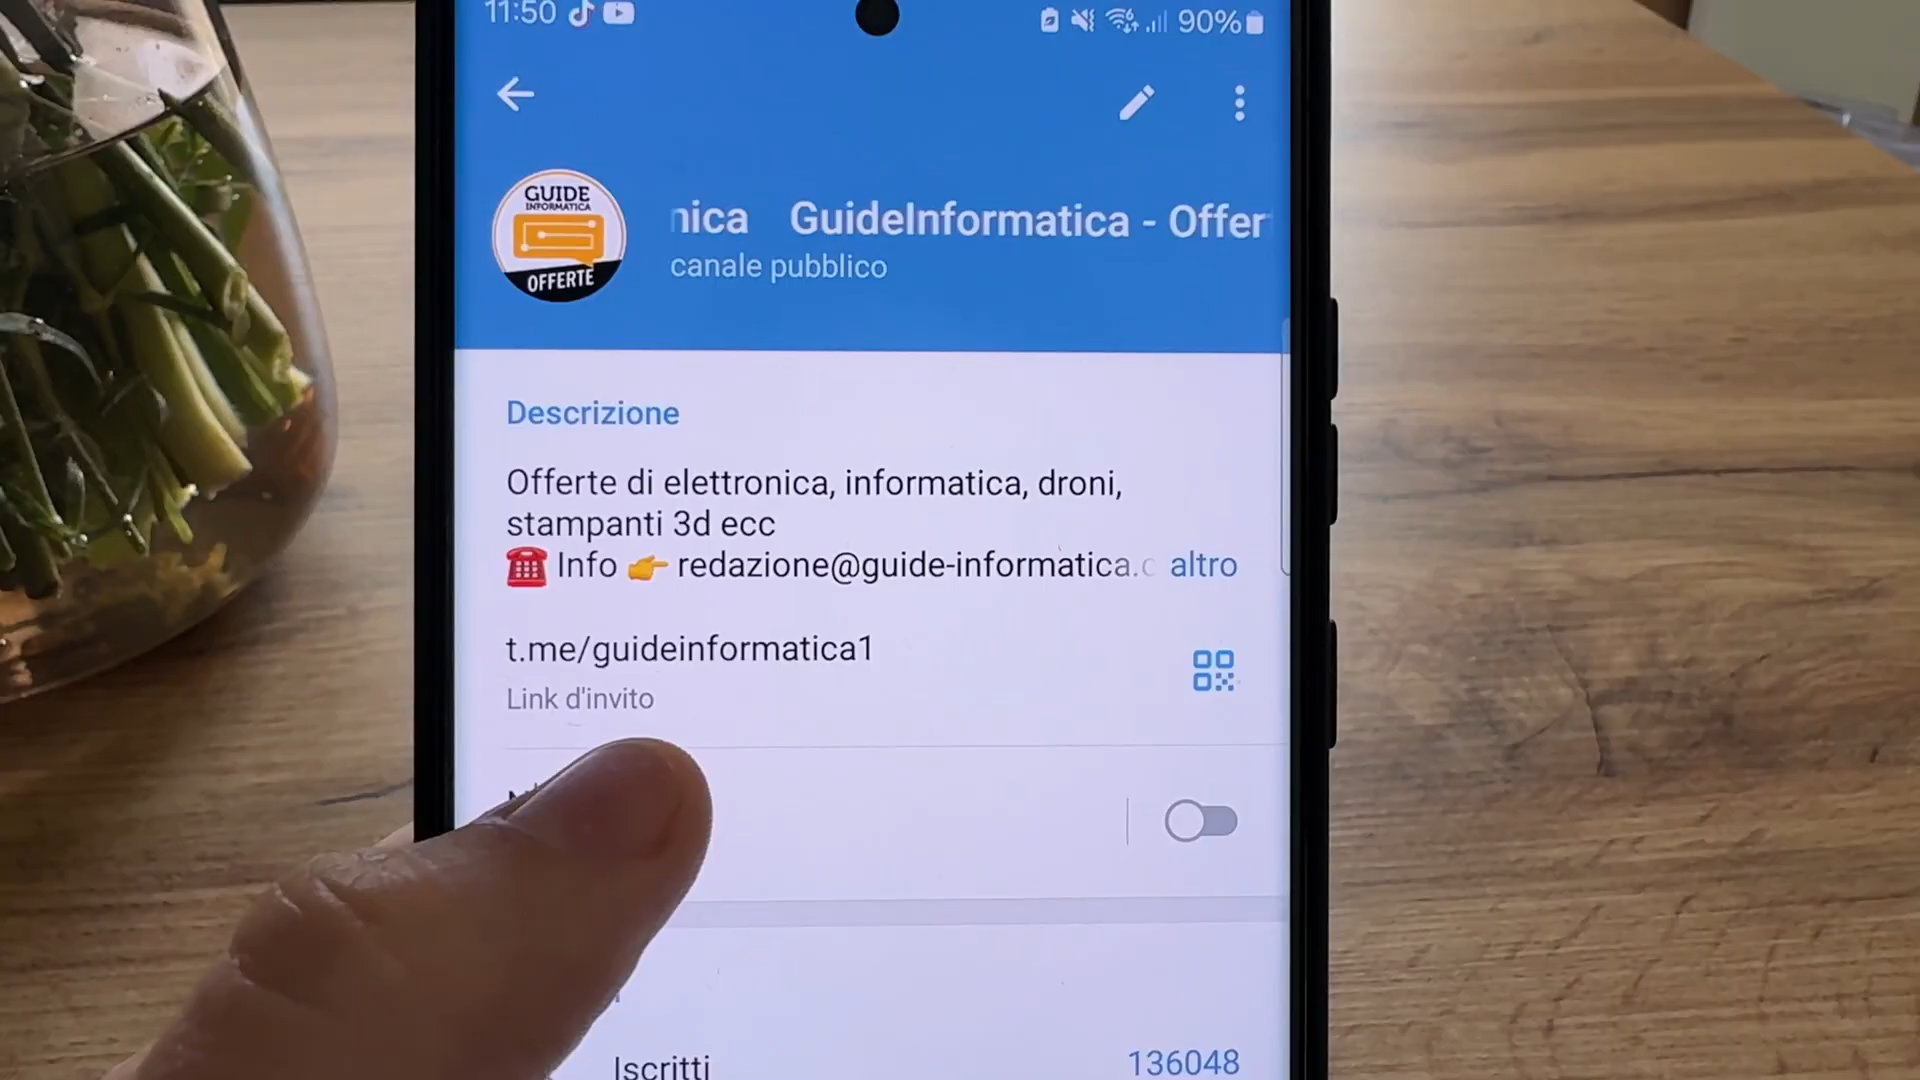 11:50
90%
GUIDE
INFORMATICA
OFFERTE
GuideInformatica - Offer
canale pubblico
Descrizione
Offerte di elettronica, informatica, droni,
stampanti 3d ecc
Info redazione@guide-informatica. altro
t.me/guideinformatica1
Link d'invito
Iscritti 136048